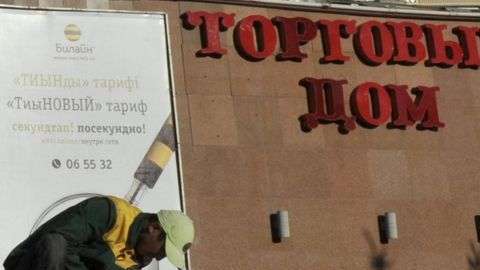 Билайн
«ТИЫНды» тарифі
«ТиыНОВЫЙ» тариф
секундтап! посекундно!
06 55 32
ТОРГОВЫЙ
ДОМ